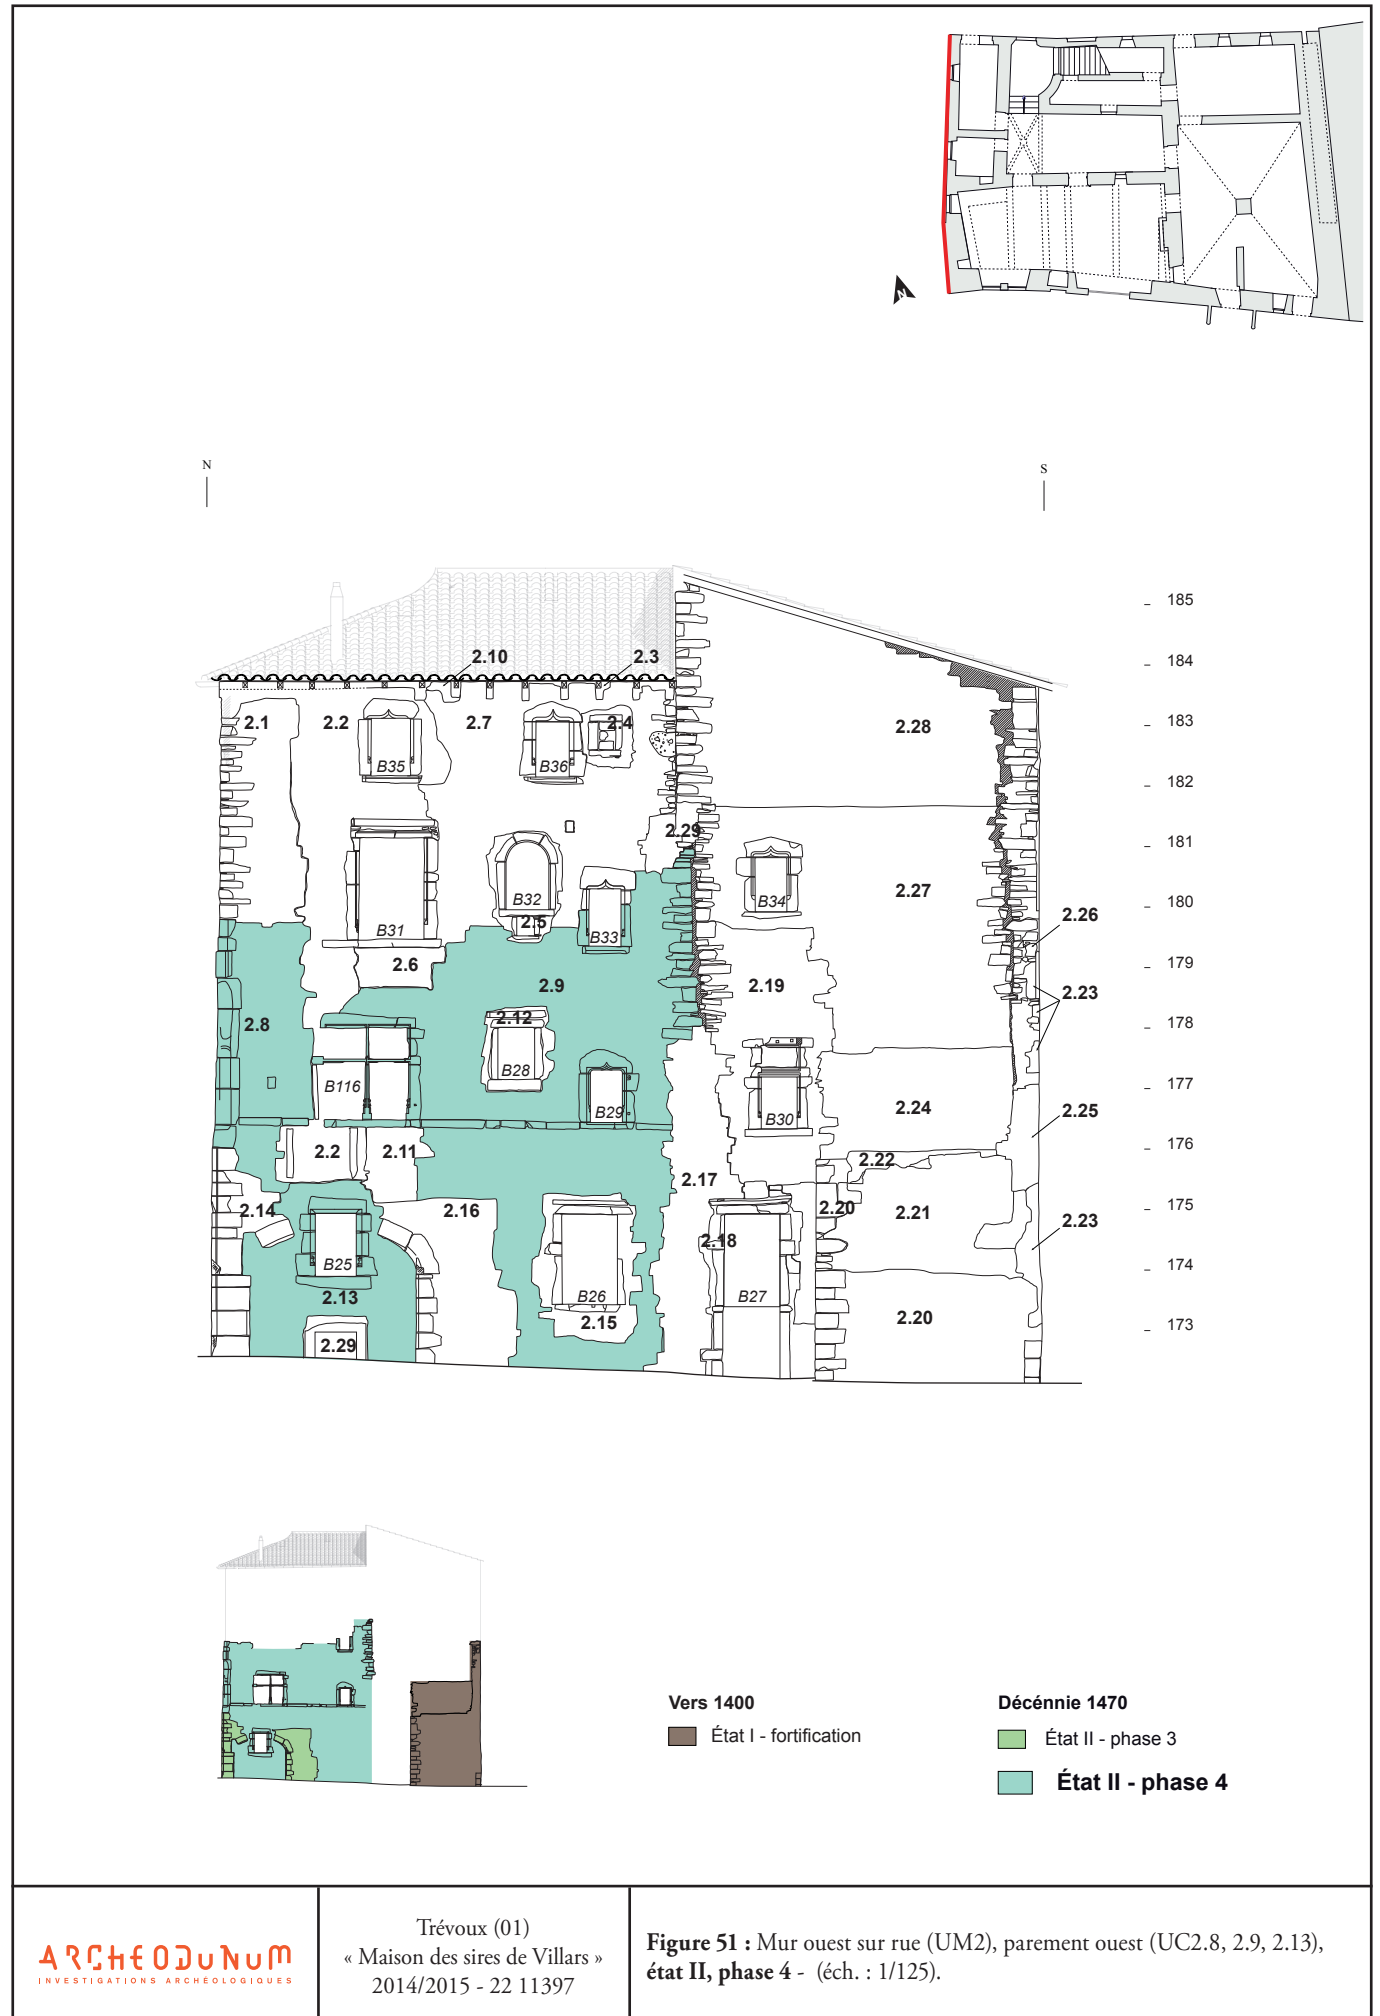 N
N
S
185
2.10
2.3
184
2.1
2.2
2.7
2.4
2.28
183
B35
B36
182
2.29
181
2.27
B34
180
B32
2.5
2.26
B31
B33
2.6
179
2.9
2.19
2.23
2.12
2.8
178
B28
B116
177
B29
B30
2.24
2.25
176
2.2
2.11
2.22
2.17
2.14
2.16
2.20
2.21
175
2.23
2.18
B25
174
2.13
B26
B27
2.15
2.20
173
2.29
Vers 1400
Décénnie 1470
État I - fortification
État II - phase 3
État II - phase 4
ARCHEODUNUM
INVESTIGATIONS ARCHÉOLOGIQUES
Trévoux (01)
« Maison des sires de Villars »
2014/2015 - 22 11397
Figure 51 : Mur ouest sur rue (UM2), parement ouest (UC2.8, 2.9, 2.13),
état II, phase 4 - (éch. : 1/125).